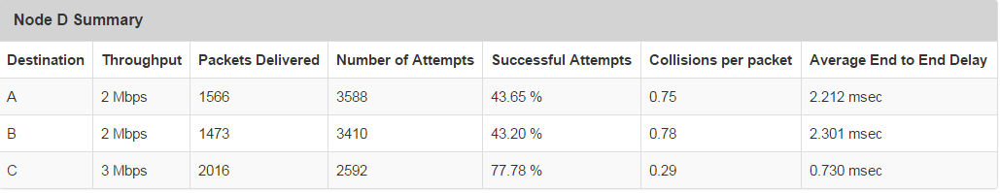 Node D Summary
Destination Throughput Packets Delivered Number of Attempts Successful Attempts Collisions per packet Average End to End Delay
A 2 Mbps 1566 3588 43.65 % 0.75 2.212 msec
B 2 Mbps 1473 3410 43.20 % 0.78 2.301 msec
C 3 Mbps 2016 2592 77.78 % 0.29 0.730 msec